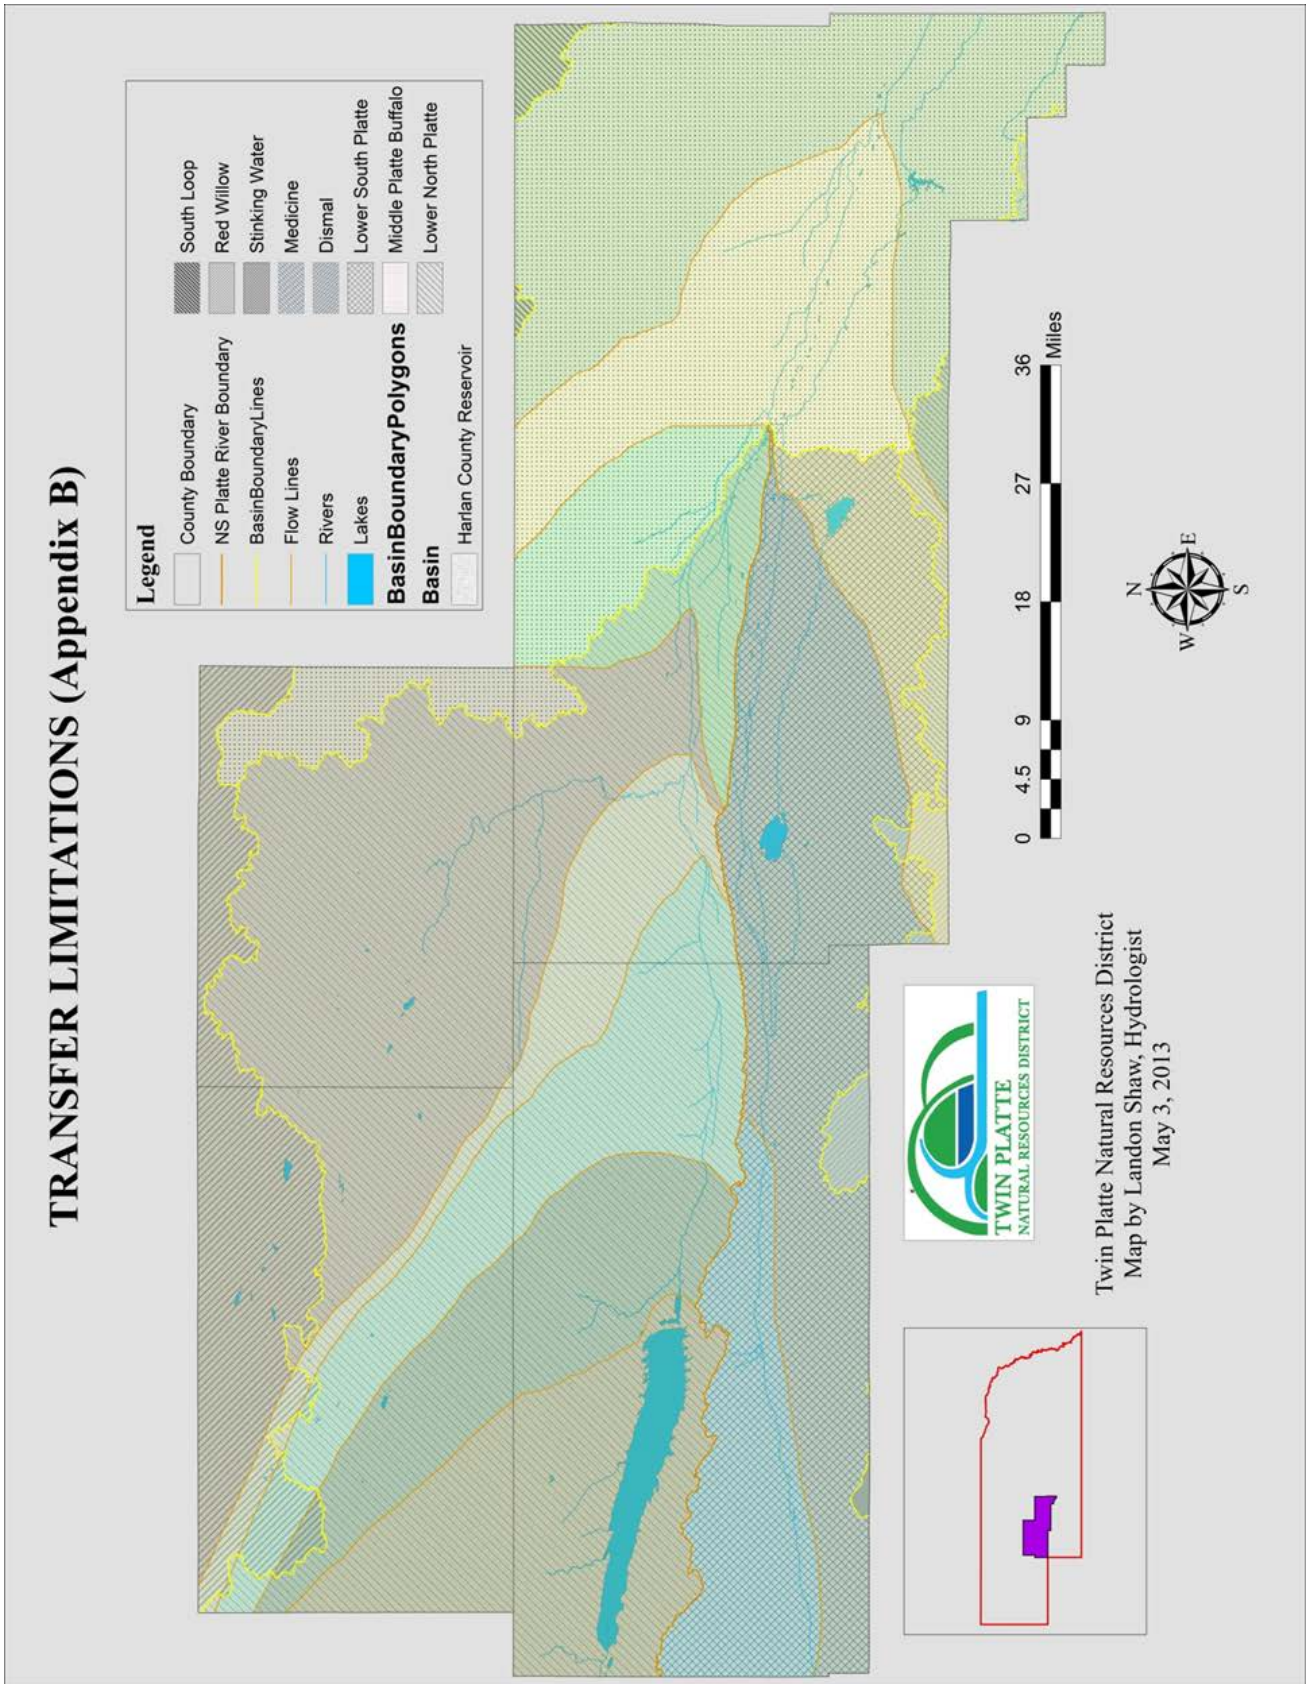 TRANSFER LIMITATIONS (Appendix B)
Legend
County Boundary
NS Platte River Boundary
BasinBoundaryLines
Flow Lines
Rivers
Lakes
BasinBoundaryPolygons
Basin
Harlan County Reservoir
South Loop
Red Willow
Stinking Water
Medicine
Dismal
Lower South Platte
Middle Platte Buffalo
Lower North Platte
0 4.5 9 18 27 36
Miles
N
W E
S
TWIN PLATTE
NATURAL RESOURCES DISTRICT
Twin Platte Natural Resources District
Map by Landon Shaw, Hydrologist
May 3, 2013